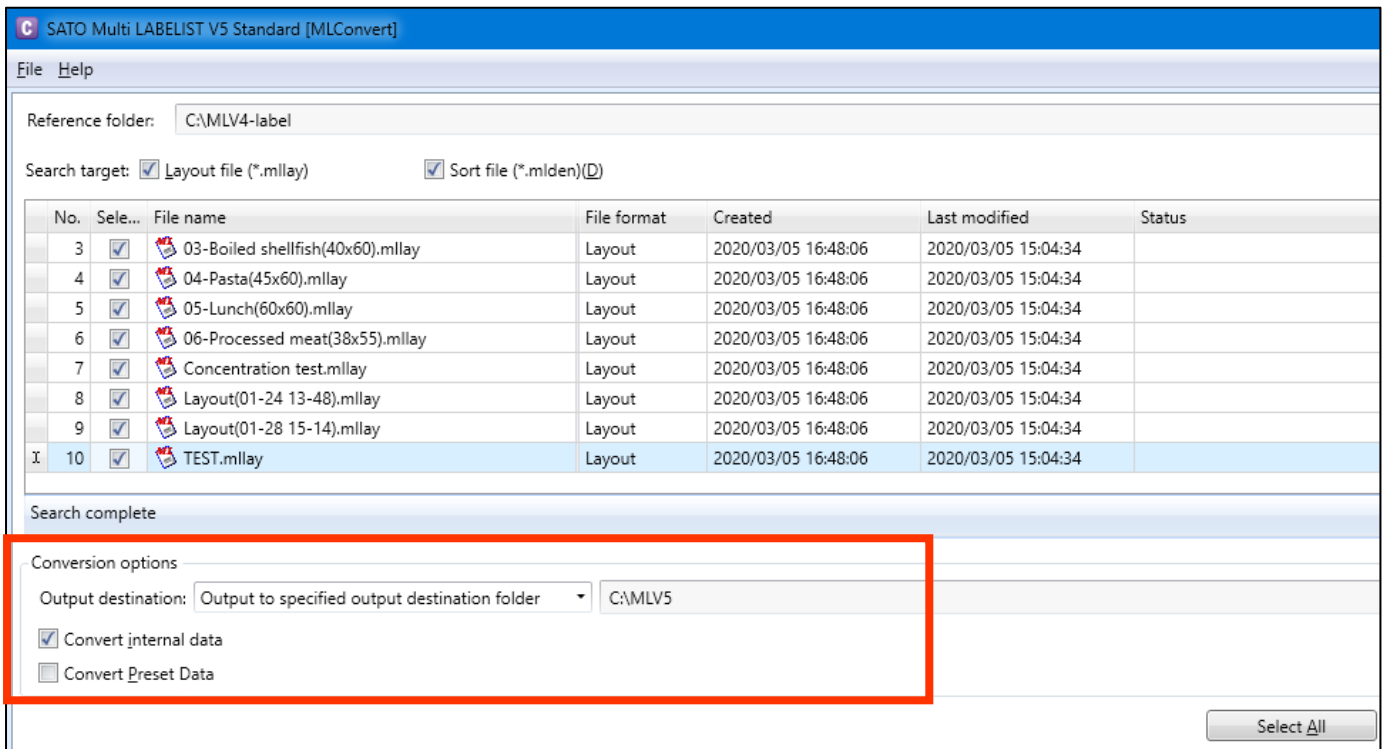 C SATO Multi LABELIST V5 Standard [MLConvert]
File Help
Reference folder: C:\MLV4-label
Search target: Layout file (*.mllay) Sort file (*.mlden)(D)
No. Sele... File name File format Created Last modified Status
3 03-Boiled shellfish(40x60).mllay Layout 2020/03/05 16:48:06 2020/03/05 15:04:34
4 04-Pasta(45x60).mllay Layout 2020/03/05 16:48:06 2020/03/05 15:04:34
5 05-Lunch(60x60).mllay Layout 2020/03/05 16:48:06 2020/03/05 15:04:34
6 06-Processed meat(38x55).mllay Layout 2020/03/05 16:48:06 2020/03/05 15:04:34
7 Concentration test.mllay Layout 2020/03/05 16:48:06 2020/03/05 15:04:34
8 Layout(01-24 13-48).mllay Layout 2020/03/05 16:48:06 2020/03/05 15:04:34
9 Layout(01-28 15-14).mllay Layout 2020/03/05 16:48:06 2020/03/05 15:04:34
10 TEST.mllay Layout 2020/03/05 16:48:06 2020/03/05 15:04:34
Search complete
Conversion options
Output destination: Output to specified output destination folder C:\MLV5
Convert internal data
Convert Preset Data
Select All